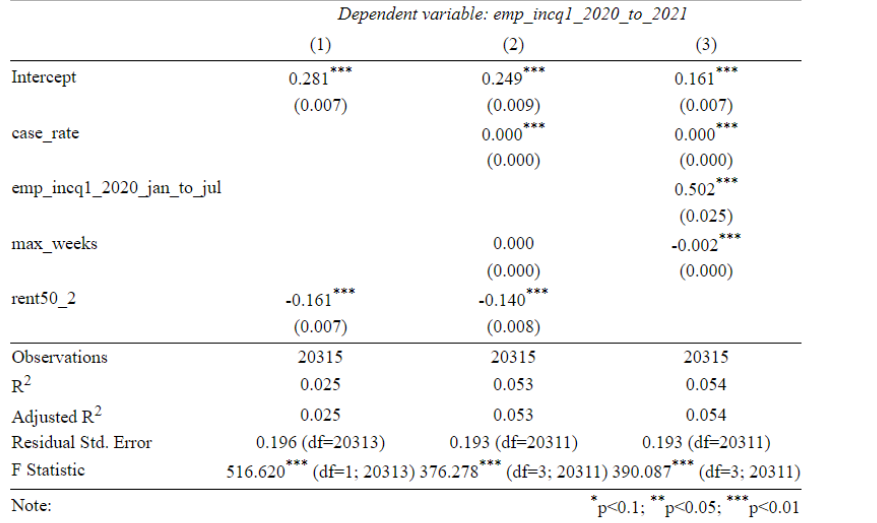 Dependent variable: emp_incq1_2020_to_2021
(1) (2) (3)
Intercept 0.281*** 0.249*** 0.161***
(0.007) (0.009) (0.007)
case_rate 0.000*** 0.000***
(0.000) (0.000)
emp_incq1_2020_jan_to_jul 0.502***
(0.025)
max_weeks 0.000 -0.002***
(0.000) (0.000)
rent50_2 -0.161*** -0.140***
(0.007) (0.008)
Observations 20315 20315 20315
R2 0.025 0.053 0.054
Adjusted R2 0.025 0.053 0.054
Residual Std. Error 0.196 (df=20313) 0.193 (df=20311) 0.193 (df=20311)
F Statistic 516.620*** (df=1; 20313) 376.278*** (df=3; 20311) 390.087*** (df=3; 20311)
Note: *p<0.1; **p<0.05; ***p<0.01